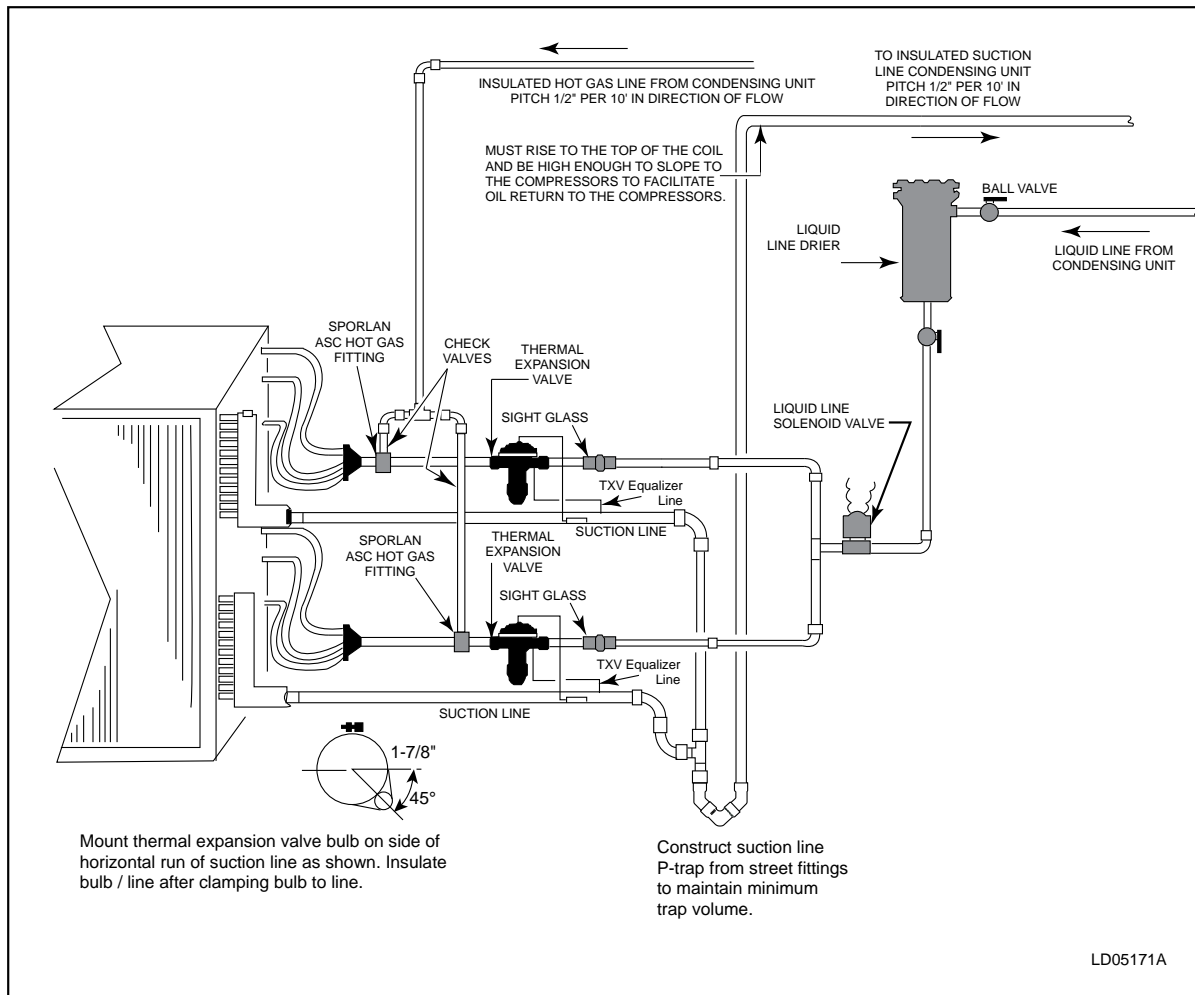 INSULATED HOT GAS LINE FROM CONDENSING UNIT
PITCH 1/2" PER 10' IN DIRECTION OF FLOW
TO INSULATED SUCTION
LINE CONDENSING UNIT
PITCH 1/2" PER 10' IN
DIRECTION OF FLOW
MUST RISE TO THE TOP OF THE COIL
AND BE HIGH ENOUGH TO SLOPE TO
THE COMPRESSORS TO FACILITATE
OIL RETURN TO THE COMPRESSORS.
BALL VALVE
LIQUID
LINE DRIER
LIQUID LINE FROM
CONDENSING UNIT
SPORLAN
ASC HOT GAS
FITTING
CHECK
VALVES
THERMAL
EXPANSION
VALVE
SIGHT GLASS
LIQUID LINE
SOLENOID VALVE
TXV Equalizer
Line
SUCTION LINE
SPORLAN
ASC HOT GAS
FITTING
THERMAL
EXPANSION
VALVE
SIGHT GLASS
TXV Equalizer
Line
SUCTION LINE
1-7/8"
45°
Mount thermal expansion valve bulb on side of
horizontal run of suction line as shown. Insulate
bulb / line after clamping bulb to line.
Construct suction line
P-trap from street fittings
to maintain minimum
trap volume.
LD05171A